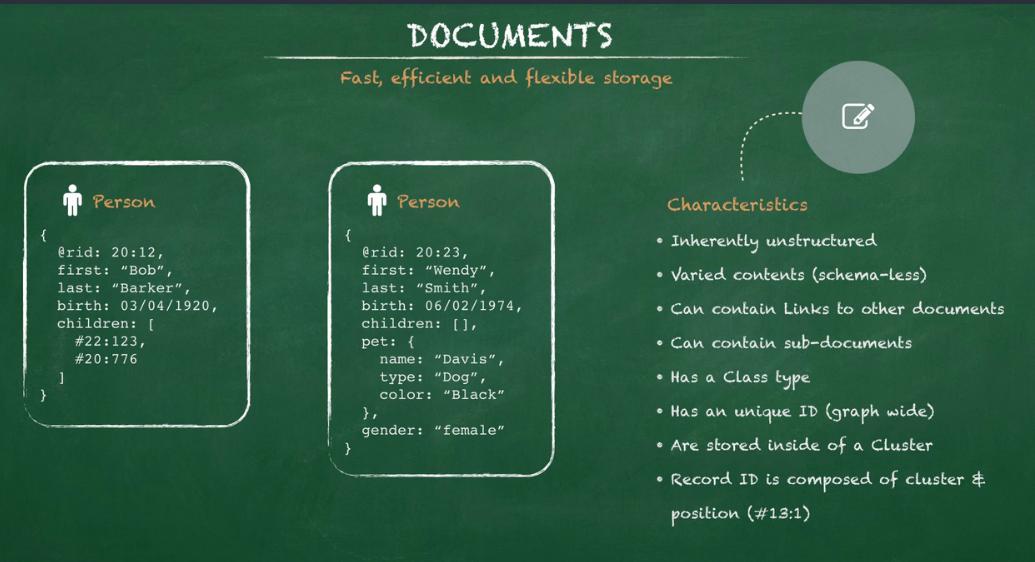 DOCUMENTS
Fast, efficient and flexible storage
Person
{
  @rid: 20:12,
  first: “Bob”,
  last: “Barker”,
  birth: 03/04/1920,
  children: [
    #22:123,
    #20:776
  ]
}
Person
{
  @rid: 20:23,
  first: “Wendy”,
  last: “Smith”,
  birth: 06/02/1974,
  children: [],
  pet: {
    name: “Davis”,
    type: “Dog”,
    color: “Black”
  },
  gender: “female”
}
Characteristics
• Inherently unstructured
• Varied contents (schema-less)
• Can contain Links to other documents
• Can contain sub-documents
• Has a Class type
• Has an unique ID (graph wide)
• Are stored inside of a Cluster
• Record ID is composed of cluster &
position (#13:1)